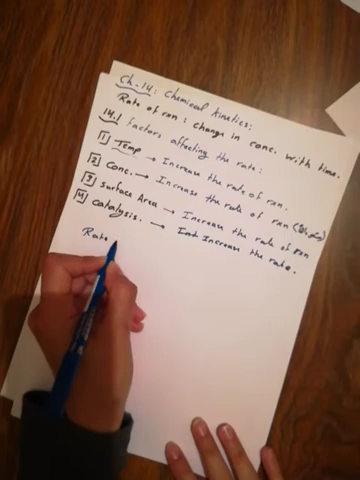 Ch.14: Chemical Kinetics:
Rate of rxn: change in conc. with time.
14.1 Factors affecting the rate:
[1] Temp → Increase the rate of rxn.
[2] Conc. → Increase the rate of rxn
[3] Surface Area → Increase the rate of rxn
[4] Catalysis. → Increase the rate.
Rate